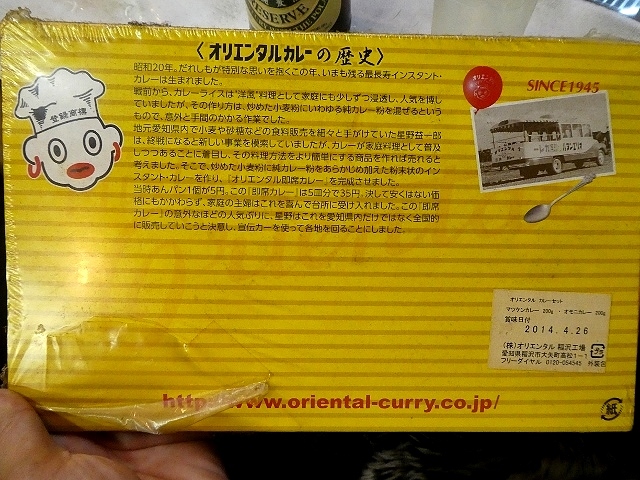 RESERVE
〈オリエンタルカレーの歴史〉
昭和20年。だれしもが特別な思いを抱くこの年、いまも残る最長寿インスタント・
カレーは生まれました。
戦前から、カレーライスは“洋風”料理として家庭にも少しずつ浸透し、人気を博し
ていましたが、その作り方は、炒めた小麦粉にいわゆる純カレー粉を混ぜるという
もので、意外と手間のかかる作業でした。
地元愛知県内で小麦や砂糖などの食料販売を細々と手がけていた星野益一郎
は、終戦になると新しい事業を模索していましたが、カレーが家庭料理として普及
しつつあることに着目し、その料理方法をより簡単にする商品を作れば売れると
考えました。そこで、炒めた小麦粉に純カレー粉をあらかじめ加えた粉末状のイン
スタント・カレーを作り、「オリエンタル即席カレー」を完成させました。
当時あんパン1個が5円。この「即席カレー」は5皿分で35円。決して安くはない価
格にもかかわらず、家庭の主婦はこれを喜んで台所に受け入れました。この「即席
カレー」の意外なほどの人気ぶりに、星野はこれを愛知県内だけではなく全国的
に販売していこうと決意し、宣伝カーを使って各地を回ることにしました。
登録商標
SINCE1945
オリエンタル カレーセット
マツケンカレー 200g ・ オモニカレー 200g
賞味日付
2014.4.26
(株)オリエンタル 稲沢工場
愛知県稲沢市大矢町高松1-1
フリーダイヤル 0120-054545 外装函
プラ
http://www.oriental-curry.co.jp/
紙